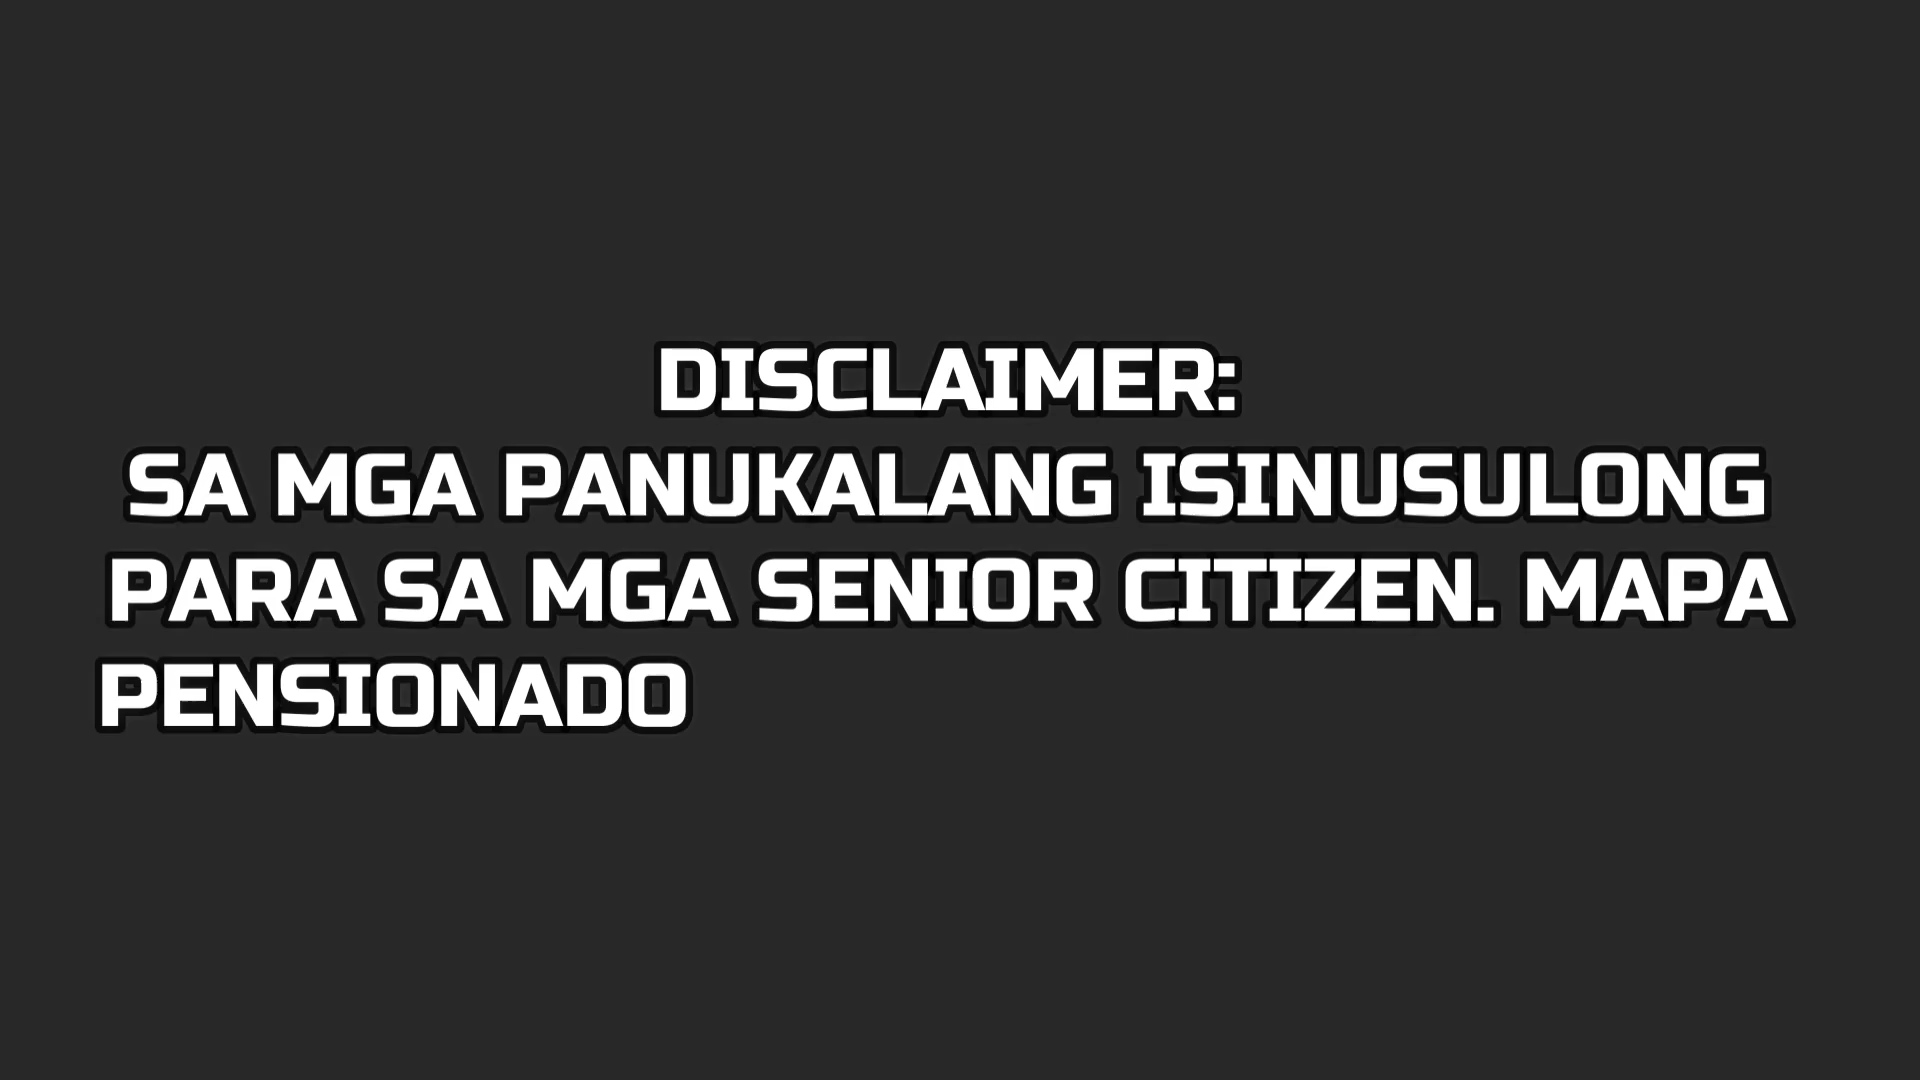 DISCLAIMER:
SA MGA PANUKALANG ISINUSULONG
PARA SA MGA SENIOR CITIZEN. MAPA
PENSIONADO